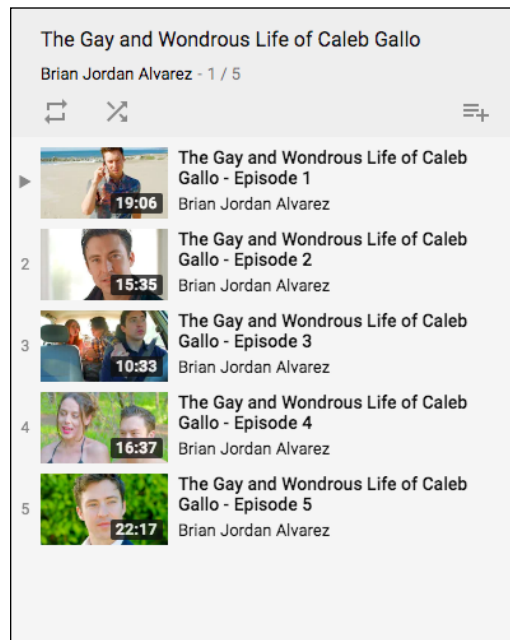 The Gay and Wondrous Life of Caleb Gallo
Brian Jordan Alvarez - 1 / 5
The Gay and Wondrous Life of Caleb
Gallo - Episode 1
Brian Jordan Alvarez
19:06
2
The Gay and Wondrous Life of Caleb
Gallo - Episode 2
Brian Jordan Alvarez
15:35
3
The Gay and Wondrous Life of Caleb
Gallo - Episode 3
Brian Jordan Alvarez
10:33
4
The Gay and Wondrous Life of Caleb
Gallo - Episode 4
Brian Jordan Alvarez
16:37
5
The Gay and Wondrous Life of Caleb
Gallo - Episode 5
Brian Jordan Alvarez
22:17